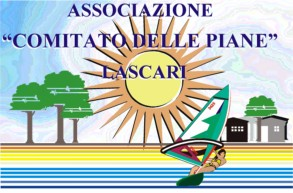 ASSOCIAZIONE
“COMITATO DELLE PIANE”
LASCARI